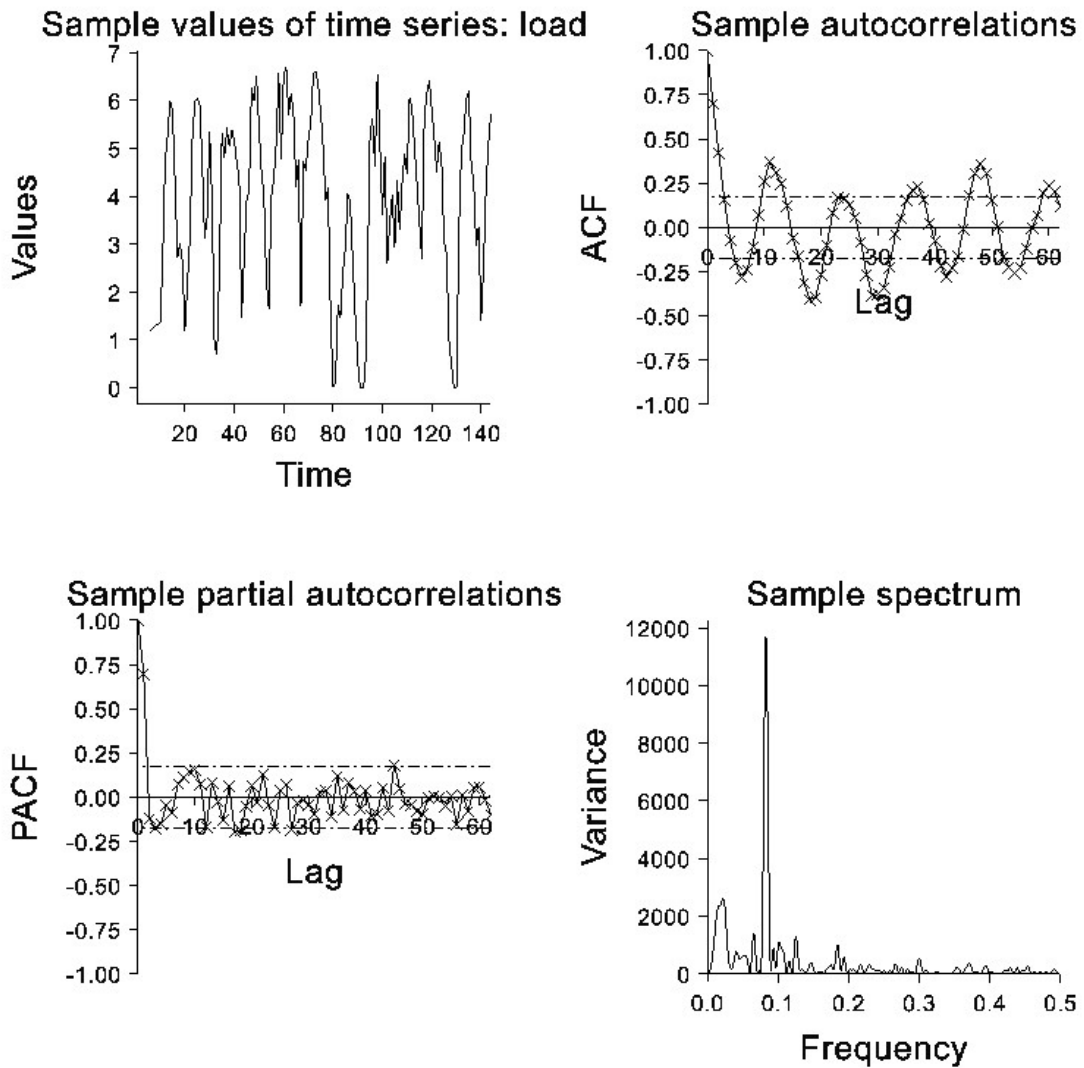 Sample values of time series: load
7
6
5
4
3
2
1
0
Values
20 40 60 80 100 120 140
Time
Sample autocorrelations
1.00
0.75
0.50
0.25
0.00
-0.25
-0.50
-0.75
-1.00
ACF
0 10 20 30 40 50 60
Lag
Sample partial autocorrelations
1.00
0.75
0.50
0.25
0.00
-0.25
-0.50
-0.75
-1.00
PACF
0 10 20 30 40 50 60
Lag
Sample spectrum
12000
10000
8000
6000
4000
2000
0
Variance
0.0 0.1 0.2 0.3 0.4 0.5
Frequency